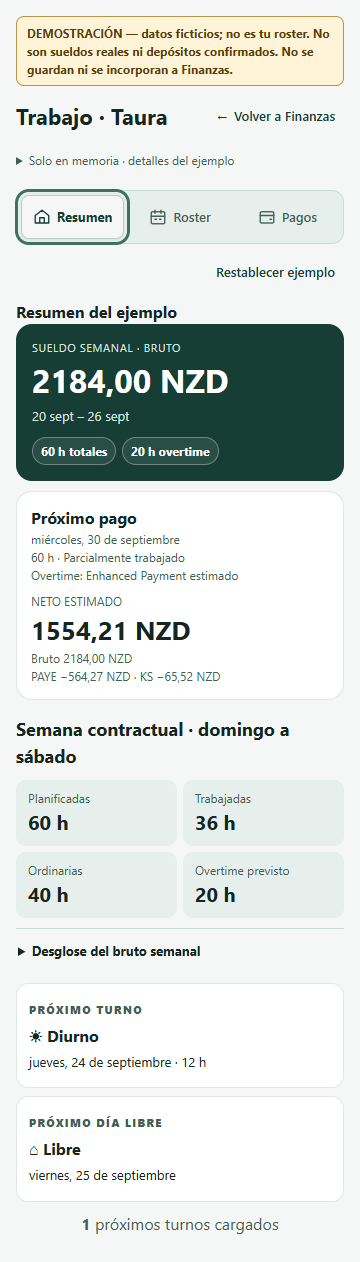 DEMOSTRACIÓN — datos ficticios; no es tu roster. No
son sueldos reales ni depósitos confirmados. No se
guardan ni se incorporan a Finanzas.
Trabajo · Taura
← Volver a Finanzas
▶ Solo en memoria · detalles del ejemplo
Resumen
Roster
Pagos
Restablecer ejemplo
Resumen del ejemplo
SUELDO SEMANAL · BRUTO
2184,00 NZD
20 sept – 26 sept
60 h totales
20 h overtime
Próximo pago
miércoles, 30 de septiembre
60 h · Parcialmente trabajado
Overtime: Enhanced Payment estimado
NETO ESTIMADO
1554,21 NZD
Bruto 2184,00 NZD
PAYE −564,27 NZD · KS −65,52 NZD
Semana contractual · domingo a
sábado
Planificadas
60 h
Trabajadas
36 h
Ordinarias
40 h
Overtime previsto
20 h
▶ Desglose del bruto semanal
PRÓXIMO TURNO
☀ Diurno
jueves, 24 de septiembre · 12 h
PRÓXIMO DÍA LIBRE
⌂ Libre
viernes, 25 de septiembre
1 próximos turnos cargados